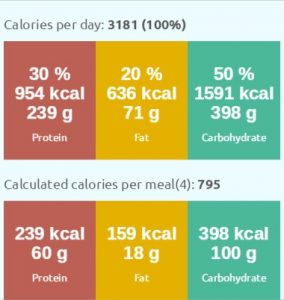 Calories per day: 3181 (100%)
30 % 20 % 50 %
954 kcal 636 kcal 1591 kcal
239 g 71 g 398 g
Protein Fat Carbohydrate
Calculated calories per meal(4): 795
239 kcal 159 kcal 398 kcal
60 g 18 g 100 g
Protein Fat Carbohydrate